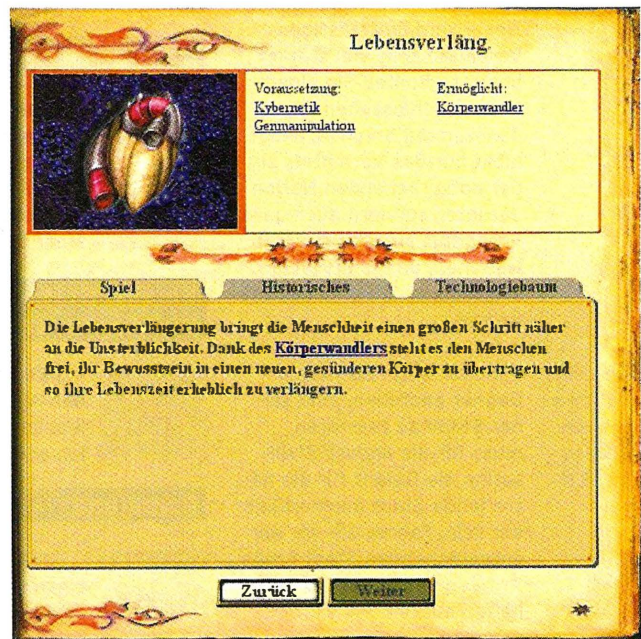 Lebensverläng.
Voraussetzung:
Kybernetik
Genmanipulation
Ermöglicht:
Körperwandler
Spiel
Historisches
Technologiebaum
Die Lebensverlängerung bringt die Menschheit einen großen Schritt näher
an die Unsterblichkeit. Dank des Körperwandlers steht es den Menschen
frei, ihr Bewusstsein in einen neuen, gesünderen Körper zu übertragen und
so ihre Lebenszeit erheblich zu verlängern.
Zurück
Weiter